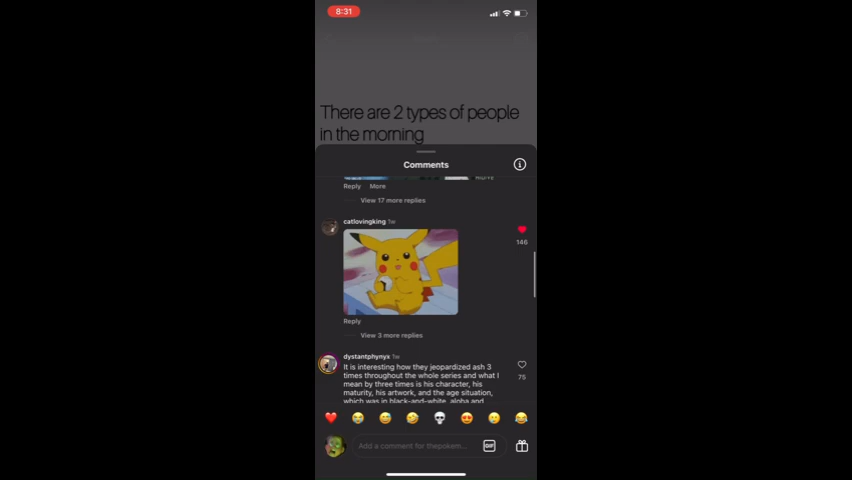 8:31
There are 2 types of people
in the morning
Comments
Reply More
View 17 more replies
catlovingking 1w
146
Reply
View 3 more replies
dystantphynyx 1w
It is interesting how they jeopardized ash 3
times throughout the whole series and what I
mean by three times is his character, his
maturity, his artwork, and the age situation,
which was in black-and-white, alpha and
75
Add a comment for thepokem...
GIF